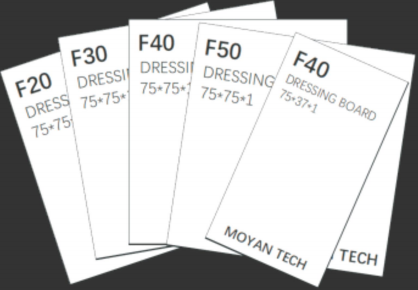 F20
DRESS
75*75
F30
DRESSI
75*75*
F40
DRESSI
75*75*
F50
DRESSING
75*75*1
TECH
F40
DRESSING BOARD
75*37*1
MOYAN TECH